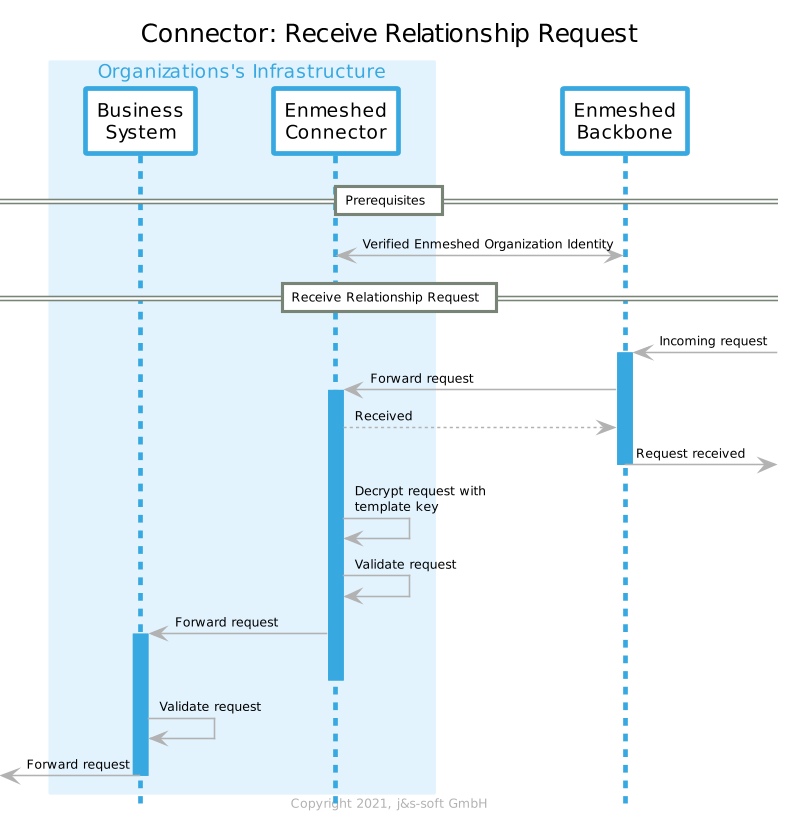 Connector: Receive Relationship Request
Organizations's Infrastructure
Business
System
Enmeshed
Connector
Enmeshed
Backbone
Prerequisites
Verified Enmeshed Organization Identity
Receive Relationship Request
Incoming request
Forward request
Received
Request received
Decrypt request with
template key
Validate request
Forward request
Validate request
Forward request
Copyright 2021, j&s-soft GmbH